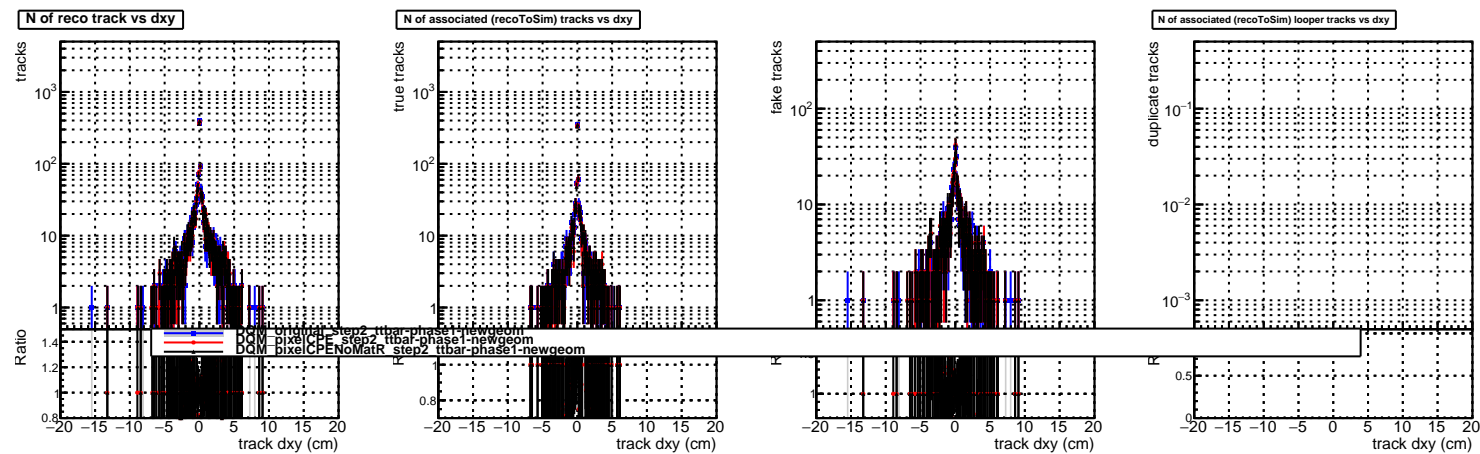 N of reco track vs dxy
tracks
10³
10²
10
1
Ratio
1.4
1.2
1
0.8
−20 −15 −10 −5 0 5 10 15 20
track dxy (cm)
N of associated (recoToSim) tracks vs dxy
true tracks
10³
10²
10
1
1
0.8
−20 −15 −10 −5 0 5 10 15 20
track dxy (cm)
fake tracks
10²
10
1
1
−20 −15 −10 −5 0 5 10 15 20
track dxy (cm)
N of associated (recoToSim) looper tracks vs dxy
duplicate tracks
10⁻¹
10⁻²
10⁻³
0.5
0
−20 −15 −10 −5 0 5 10 15 20
track dxy (cm)
DQM_original_step2_ttbar-phase1-newgeom
DQM_pixelCPE_step2_ttbar-phase1-newgeom
DQM_pixelCPENoMatR_step2_ttbar-phase1-newgeom